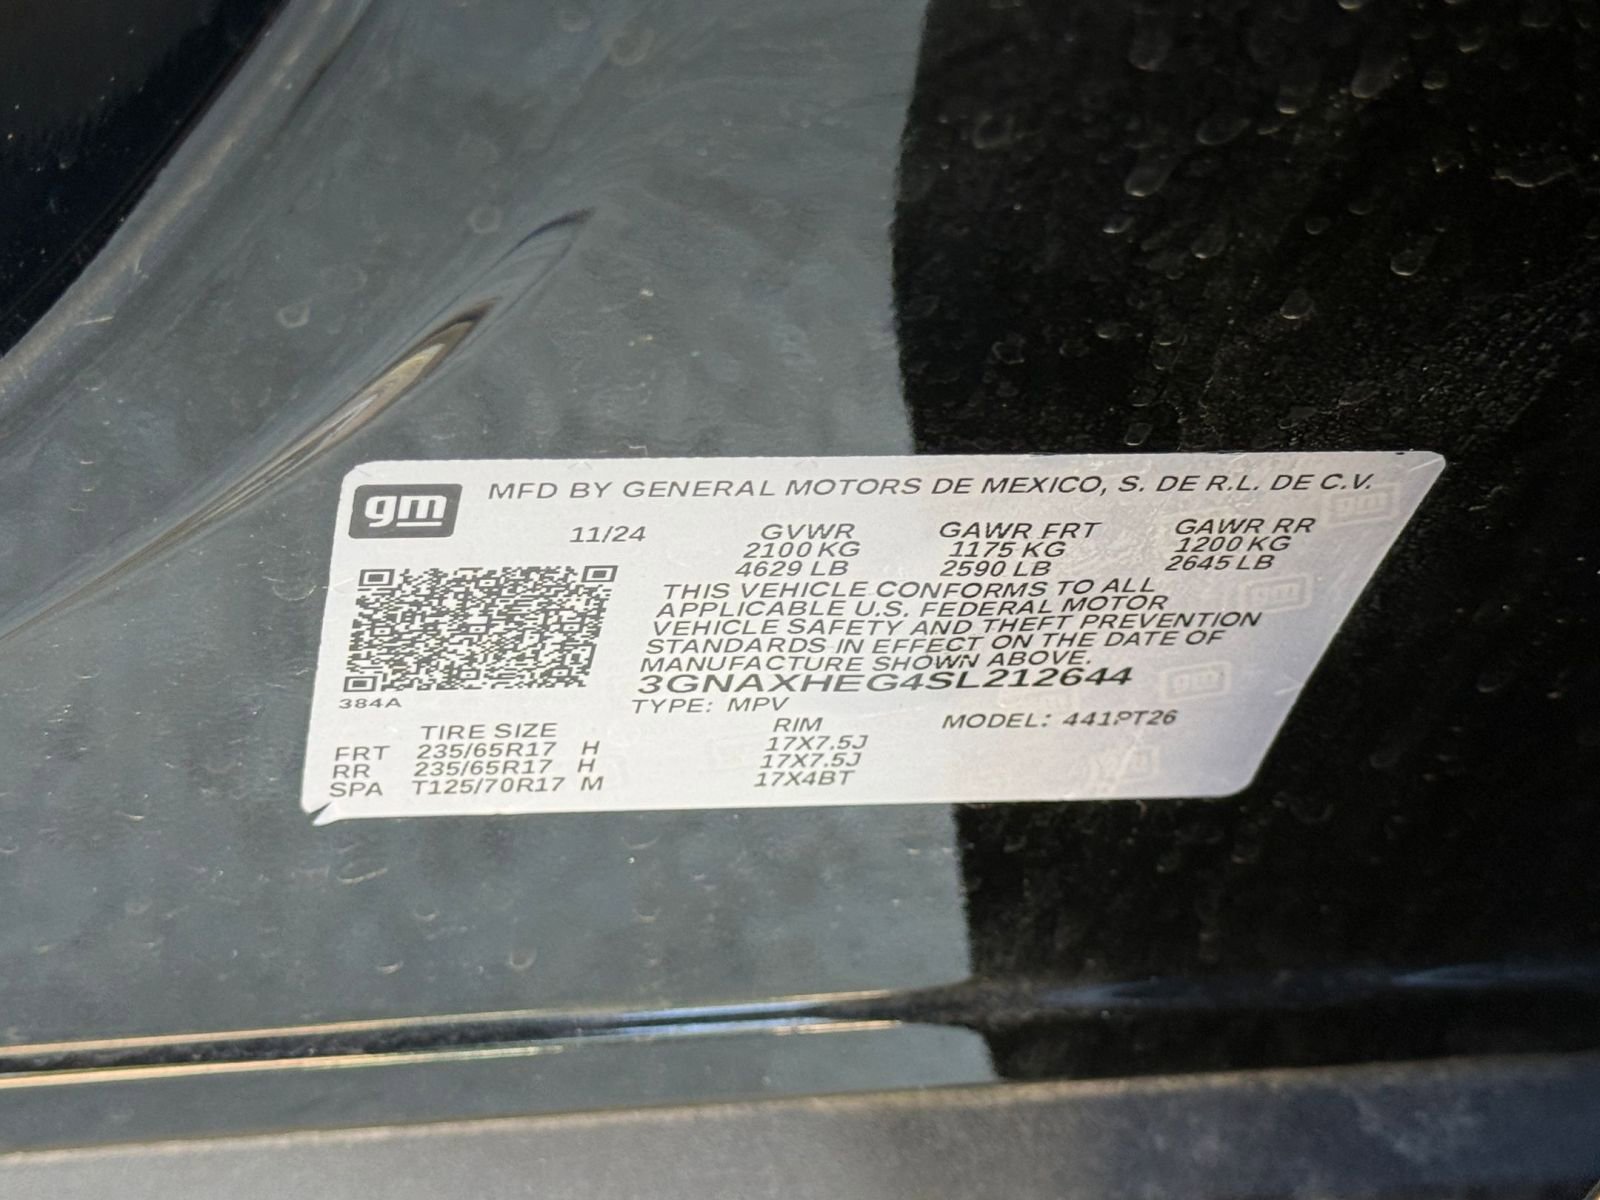 gm MFD BY GENERAL MOTORS DE MEXICO, S. DE R.L. DE C.V.
11/24 GVWR GAWR FRT GAWR RR
2100 KG 1175 KG 1200 KG
4629 LB 2590 LB 2645 LB
THIS VEHICLE CONFORMS TO ALL
APPLICABLE U.S. FEDERAL MOTOR
VEHICLE SAFETY AND THEFT PREVENTION
STANDARDS IN EFFECT ON THE DATE OF
MANUFACTURE SHOWN ABOVE.
3GNAXHEG4SL212644
384A
TYPE: MPV MODEL: 441PT26
TIRE SIZE RIM
FRT 235/65R17 H 17X7.5J
RR 235/65R17 H 17X7.5J
SPA T125/70R17 M 17X4BT